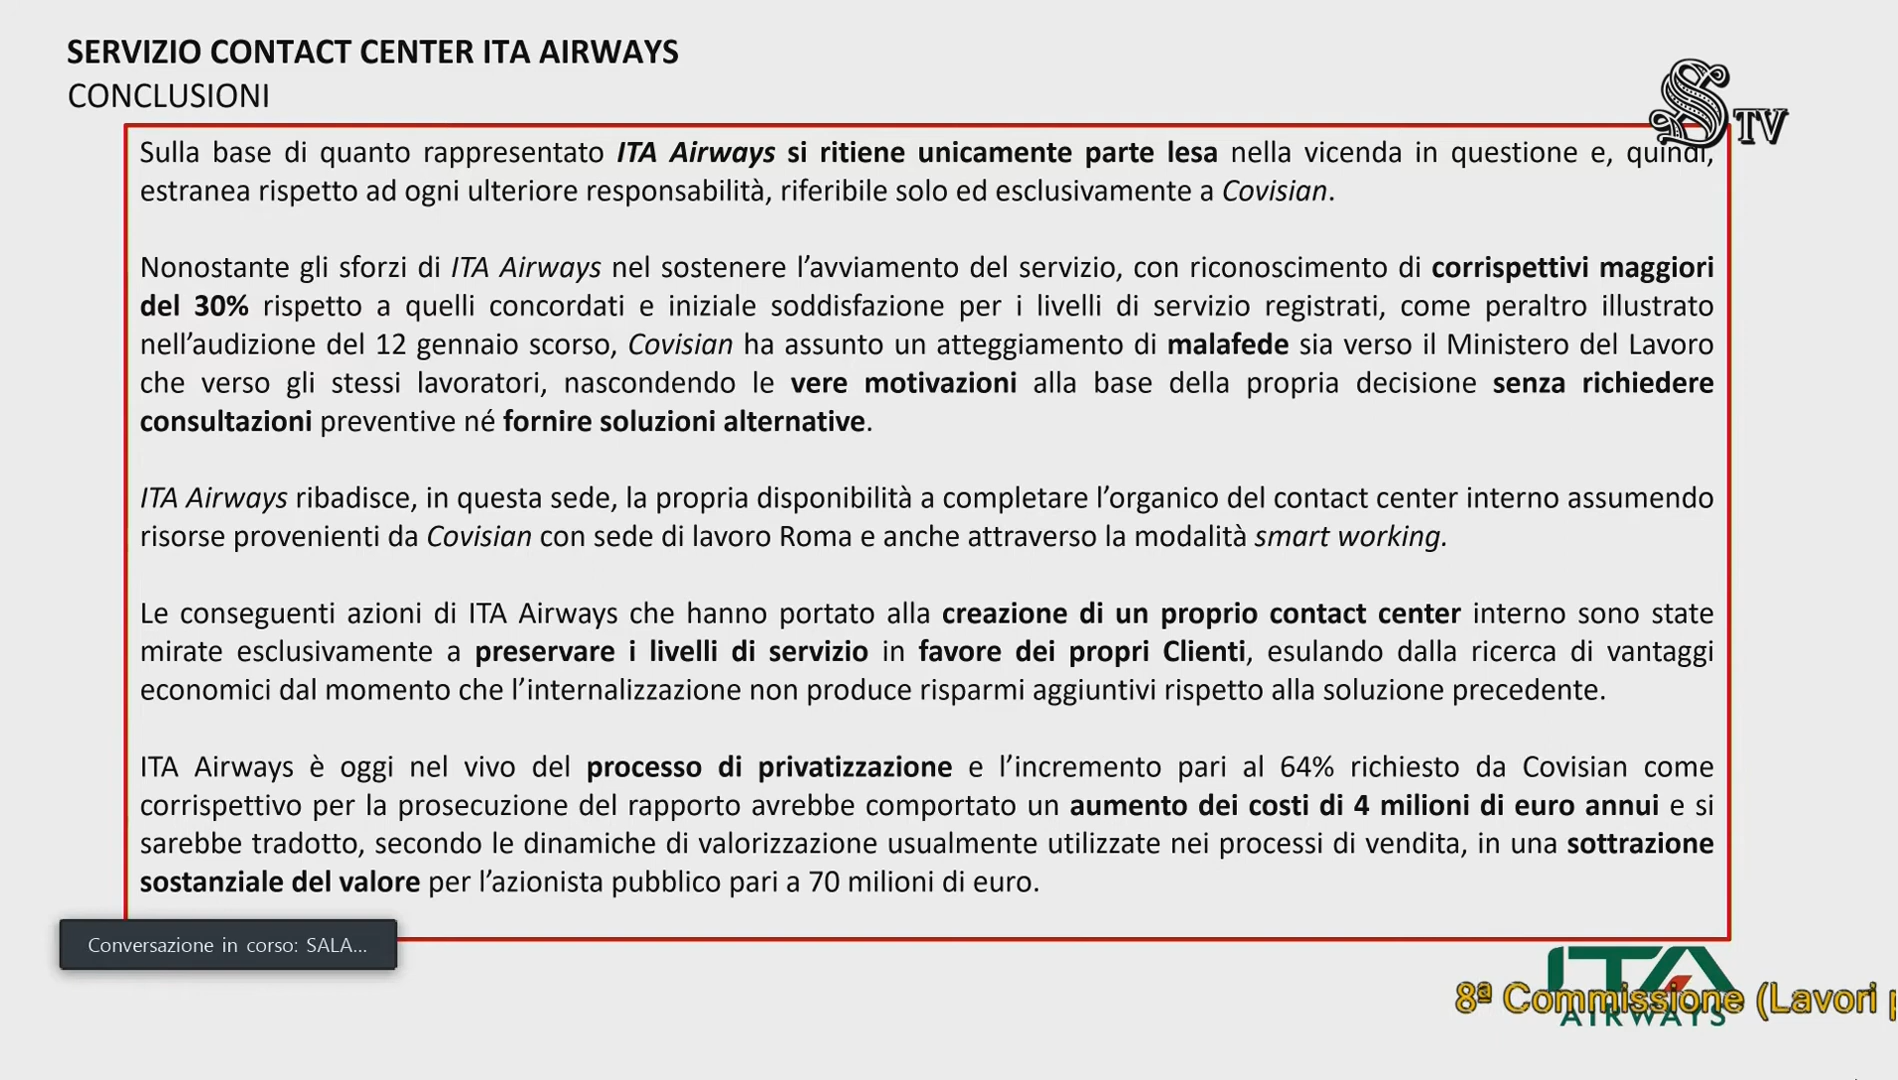 SERVIZIO CONTACT CENTER ITA AIRWAYS
CONCLUSIONI
S TV
Sulla base di quanto rappresentato ITA Airways si ritiene unicamente parte lesa nella vicenda in questione e, quindi,
estranea rispetto ad ogni ulteriore responsabilità, riferibile solo ed esclusivamente a Covisian.
Nonostante gli sforzi di ITA Airways nel sostenere l’avviamento del servizio, con riconoscimento di corrispettivi maggiori
del 30% rispetto a quelli concordati e iniziale soddisfazione per i livelli di servizio registrati, come peraltro illustrato
nell’audizione del 12 gennaio scorso, Covisian ha assunto un atteggiamento di malafede sia verso il Ministero del Lavoro
che verso gli stessi lavoratori, nascondendo le vere motivazioni alla base della propria decisione senza richiedere
consultazioni preventive né fornire soluzioni alternative.
ITA Airways ribadisce, in questa sede, la propria disponibilità a completare l’organico del contact center interno assumendo
risorse provenienti da Covisian con sede di lavoro Roma e anche attraverso la modalità smart working.
Le conseguenti azioni di ITA Airways che hanno portato alla creazione di un proprio contact center interno sono state
mirate esclusivamente a preservare i livelli di servizio in favore dei propri Clienti, esulando dalla ricerca di vantaggi
economici dal momento che l’internalizzazione non produce risparmi aggiuntivi rispetto alla soluzione precedente.
ITA Airways è oggi nel vivo del processo di privatizzazione e l’incremento pari al 64% richiesto da Covisian come
corrispettivo per la prosecuzione del rapporto avrebbe comportato un aumento dei costi di 4 milioni di euro annui e si
sarebbe tradotto, secondo le dinamiche di valorizzazione usualmente utilizzate nei processi di vendita, in una sottrazione
sostanziale del valore per l’azionista pubblico pari a 70 milioni di euro.
Conversazione in corso: SALA...
ITA
AIRWAYS
8ª Commissione (Lavori p